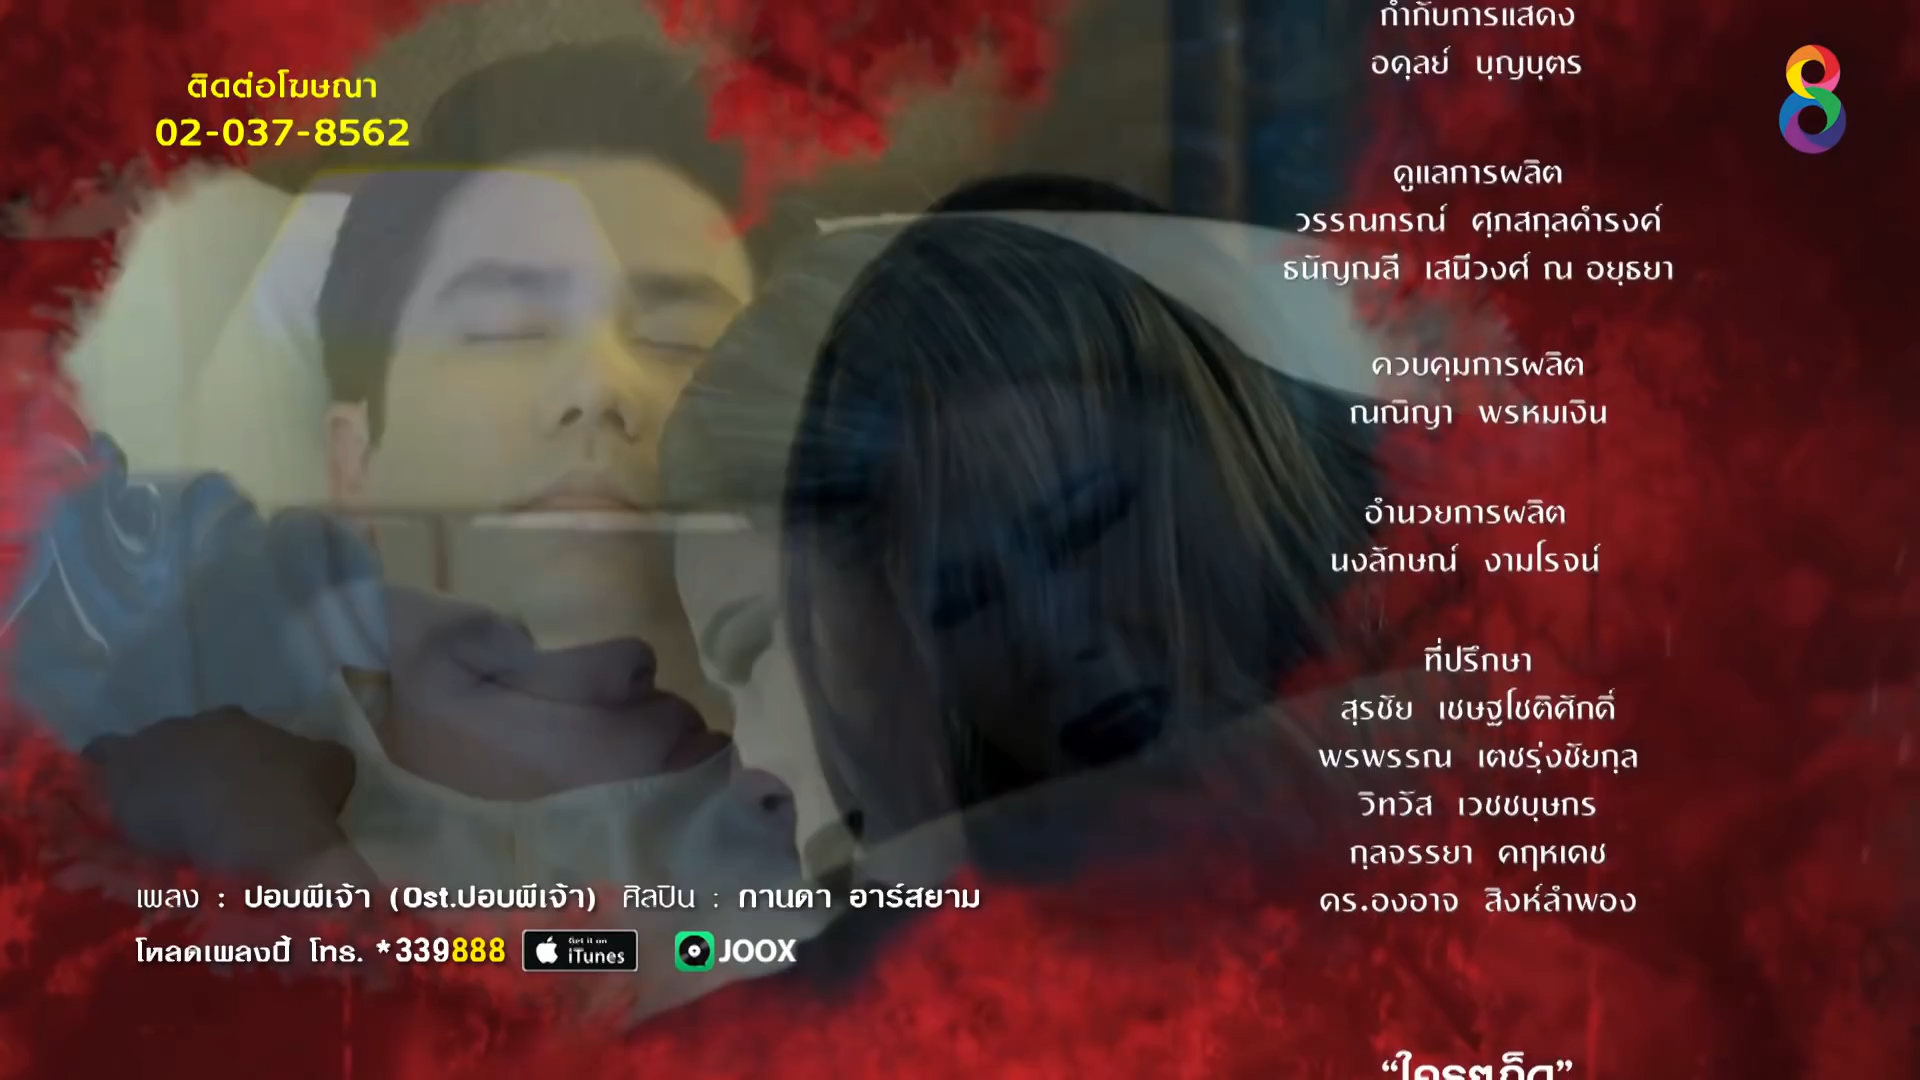 ติดต่อโฆษณา
02-037-8562
กำกับการแสดง
อดุลย์ บุญบุตร
ดูแลการผลิต
วรรณภรณ์ ศุภสกุลดำรงค์
ธนัญฌลี เสนีวงศ์ ณ อยุธยา
ควบคุมการผลิต
ณณิญา พรหมเงิน
อำนวยการผลิต
นงลักษณ์ งามโรจน์
ที่ปรึกษา
สุรชัย เชษฐโชติศักดิ์
พรพรรณ เตชรุ่งชัยกุล
วิทวัส เวชชบุษกร
กุลจรรยา คฤหเดช
ดร.องอาจ สิงห์ลำพอง
เพลง : ปอบผีเจ้า (Ost.ปอบผีเจ้า) ศิลปิน : กานดา อาร์สยาม
โหลดเพลงนี้ โทร. *339888 Get it on iTunes JOOX